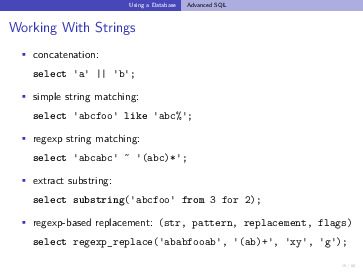 Using a Database Advanced SQL
Working With Strings
concatenation:
select 'a' || 'b';
simple string matching:
select 'abcfoo' like 'abc%';
regexp string matching:
select 'abcabc' ~ '(abc)*';
extract substring:
select substring('abcfoo' from 3 for 2);
regexp-based replacement: (str, pattern, replacement, flags)
select regexp_replace('ababfooab', '(ab)+', 'xy', 'g');